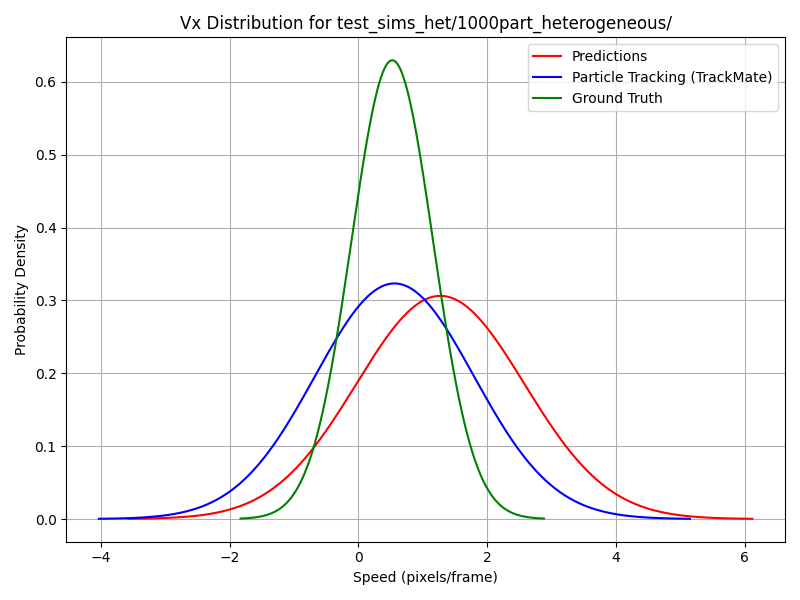 Vx Distribution for test_sims_het/1000part_heterogeneous/
Predictions
Particle Tracking (TrackMate)
Ground Truth
Probability Density
0.6
0.5
0.4
0.3
0.2
0.1
0.0
−4
−2
0
2
4
6
Speed (pixels/frame)